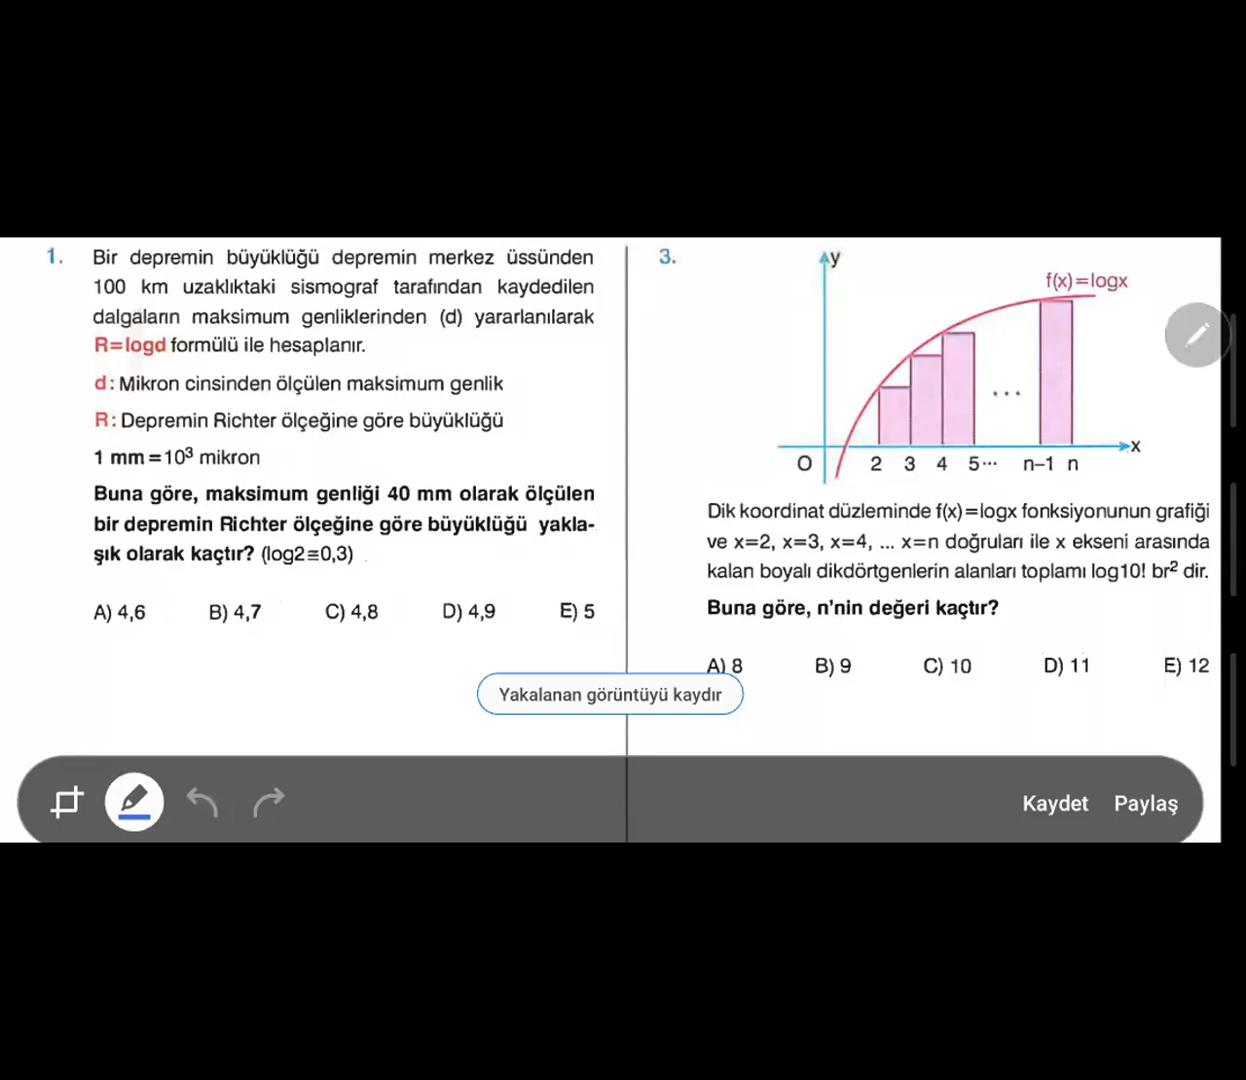 1. Bir depremin büyüklüğü depremin merkez üssünden
100 km uzaklıktaki sismograf tarafından kaydedilen
dalgaların maksimum genliklerinden (d) yararlanılarak
R=logd formülü ile hesaplanır.
d: Mikron cinsinden ölçülen maksimum genlik
R: Depremin Richter ölçeğine göre büyüklüğü
1 mm = 10³ mikron
Buna göre, maksimum genliği 40 mm olarak ölçülen
bir depremin Richter ölçeğine göre büyüklüğü yakla-
şık olarak kaçtır? (log2≅0,3)
A) 4,6 B) 4,7 C) 4,8 D) 4,9 E) 5
3.
y
f(x)=logx
...
x
O 2 3 4 5... n–1 n
Dik koordinat düzleminde f(x)=logx fonksiyonunun grafiği
ve x=2, x=3, x=4, ... x=n doğruları ile x ekseni arasında
kalan boyalı dikdörtgenlerin alanları toplamı log10! br² dir.
Buna göre, n'nin değeri kaçtır?
A) 8 B) 9 C) 10 D) 11 E) 12
Yakalanan görüntüyü kaydır
Kaydet Paylaş